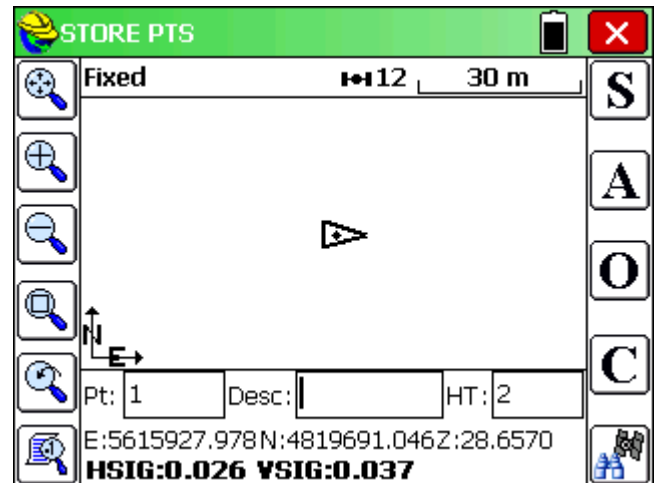 STORE PTS
Fixed 12 30 m
S
A
O
C
N
E
Pt: 1 Desc: HT: 2
E:5615927.978 N:4819691.046 Z:28.6570
HSIG:0.026 VSIG:0.037